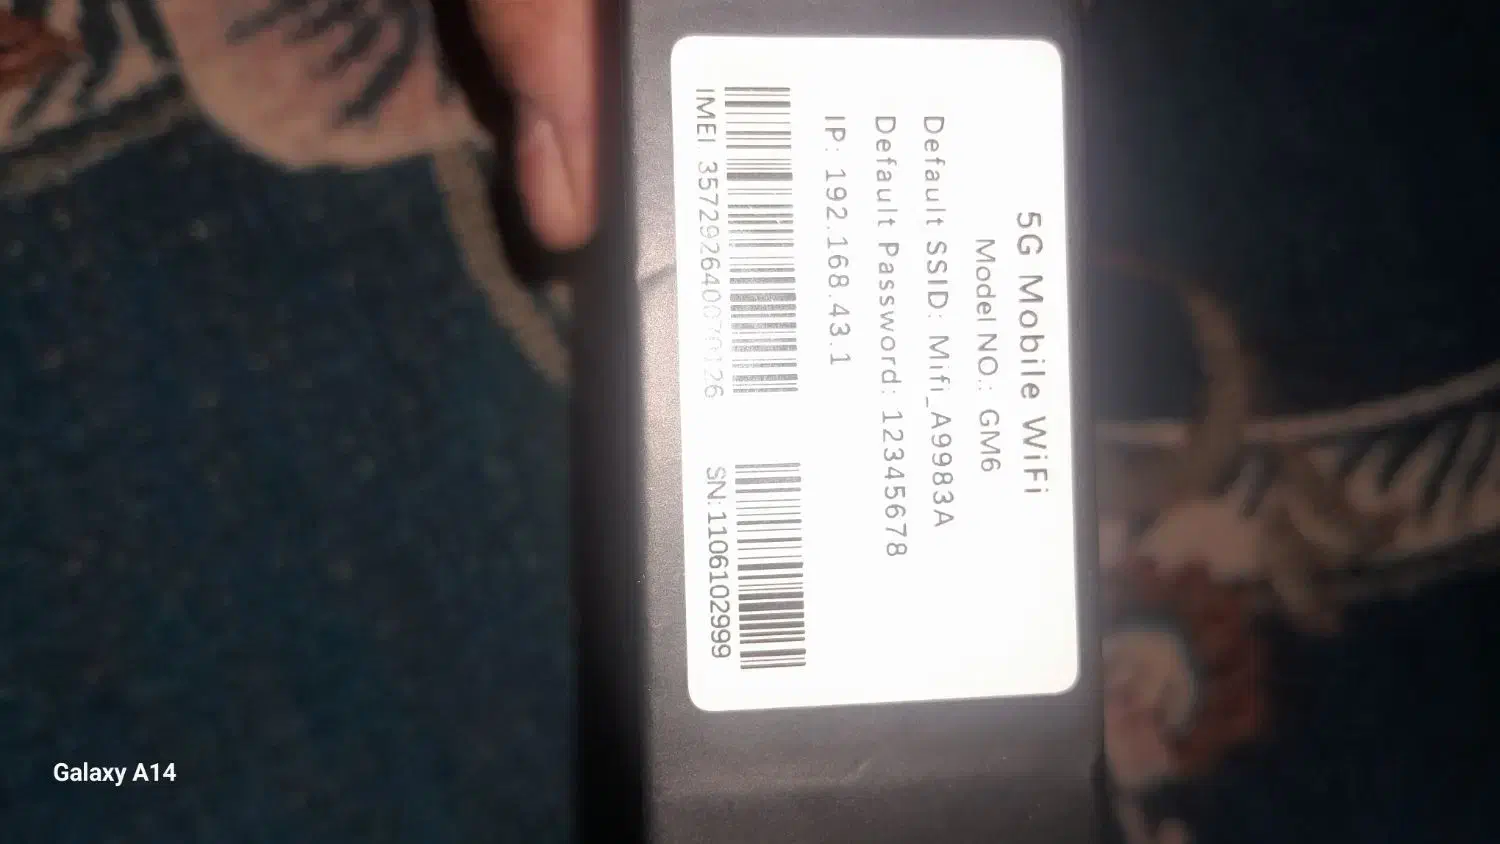 5G Mobile WiFi
Model NO.: GM6
Default SSID: Mifi_A9983A
Default Password: 12345678
IP: 192.168.43.1
IMEI 357292640070126
SN:1106102999
Galaxy A14